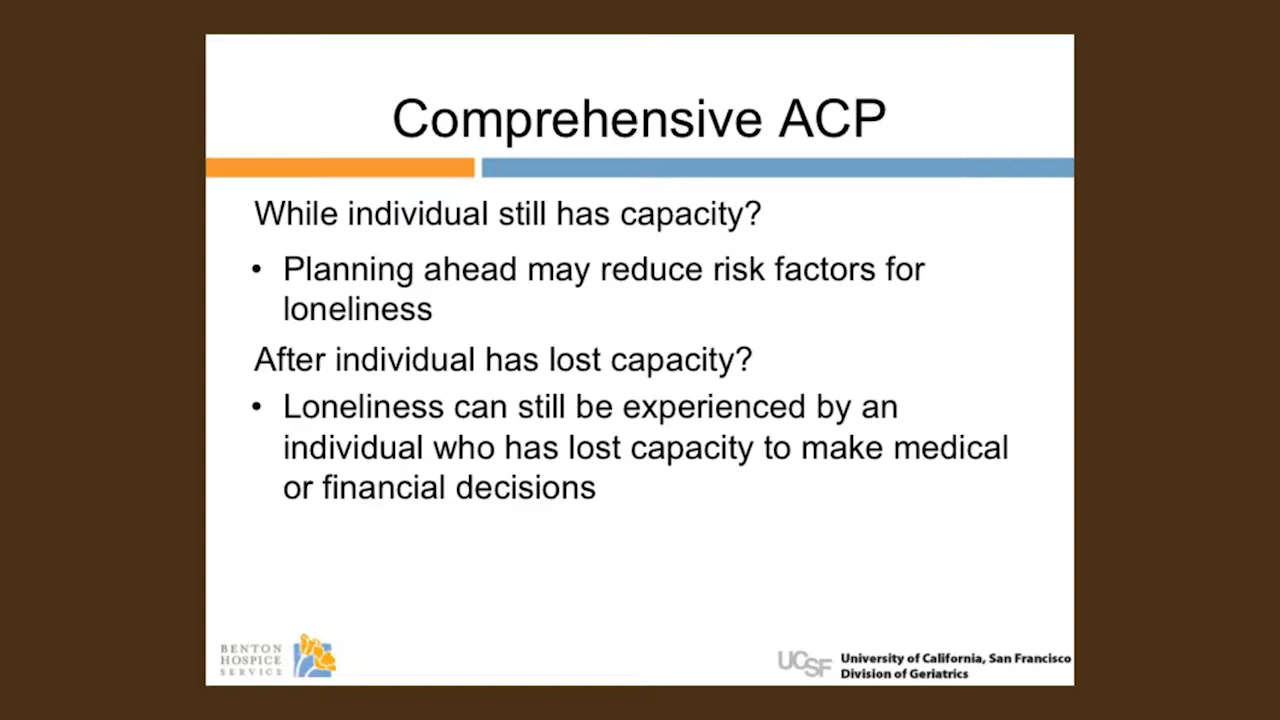 Comprehensive ACP
While individual still has capacity?
• Planning ahead may reduce risk factors for
loneliness
After individual has lost capacity?
• Loneliness can still be experienced by an
individual who has lost capacity to make medical
or financial decisions
BENTON
HOSPICE
SERVICE
UCSF
University of California, San Francisco
Division of Geriatrics